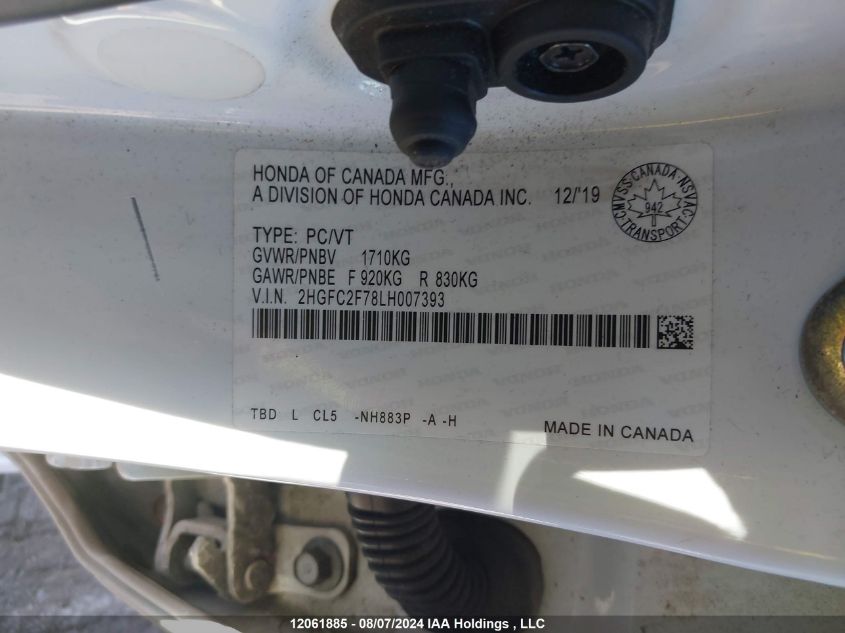 HONDA OF CANADA MFG.,
A DIVISION OF HONDA CANADA INC. 12/'19
CMVSS · CANADA · NSVAC · TRANSPORT
942
TYPE: PC/VT
GVWR/PNBV 1710KG
GAWR/PNBE F 920KG R 830KG
V.I.N. 2HGFC2F78LH007393
TBD L CL5 -NH883P -A -H
MADE IN CANADA
12061885 - 08/07/2024 IAA Holdings , LLC